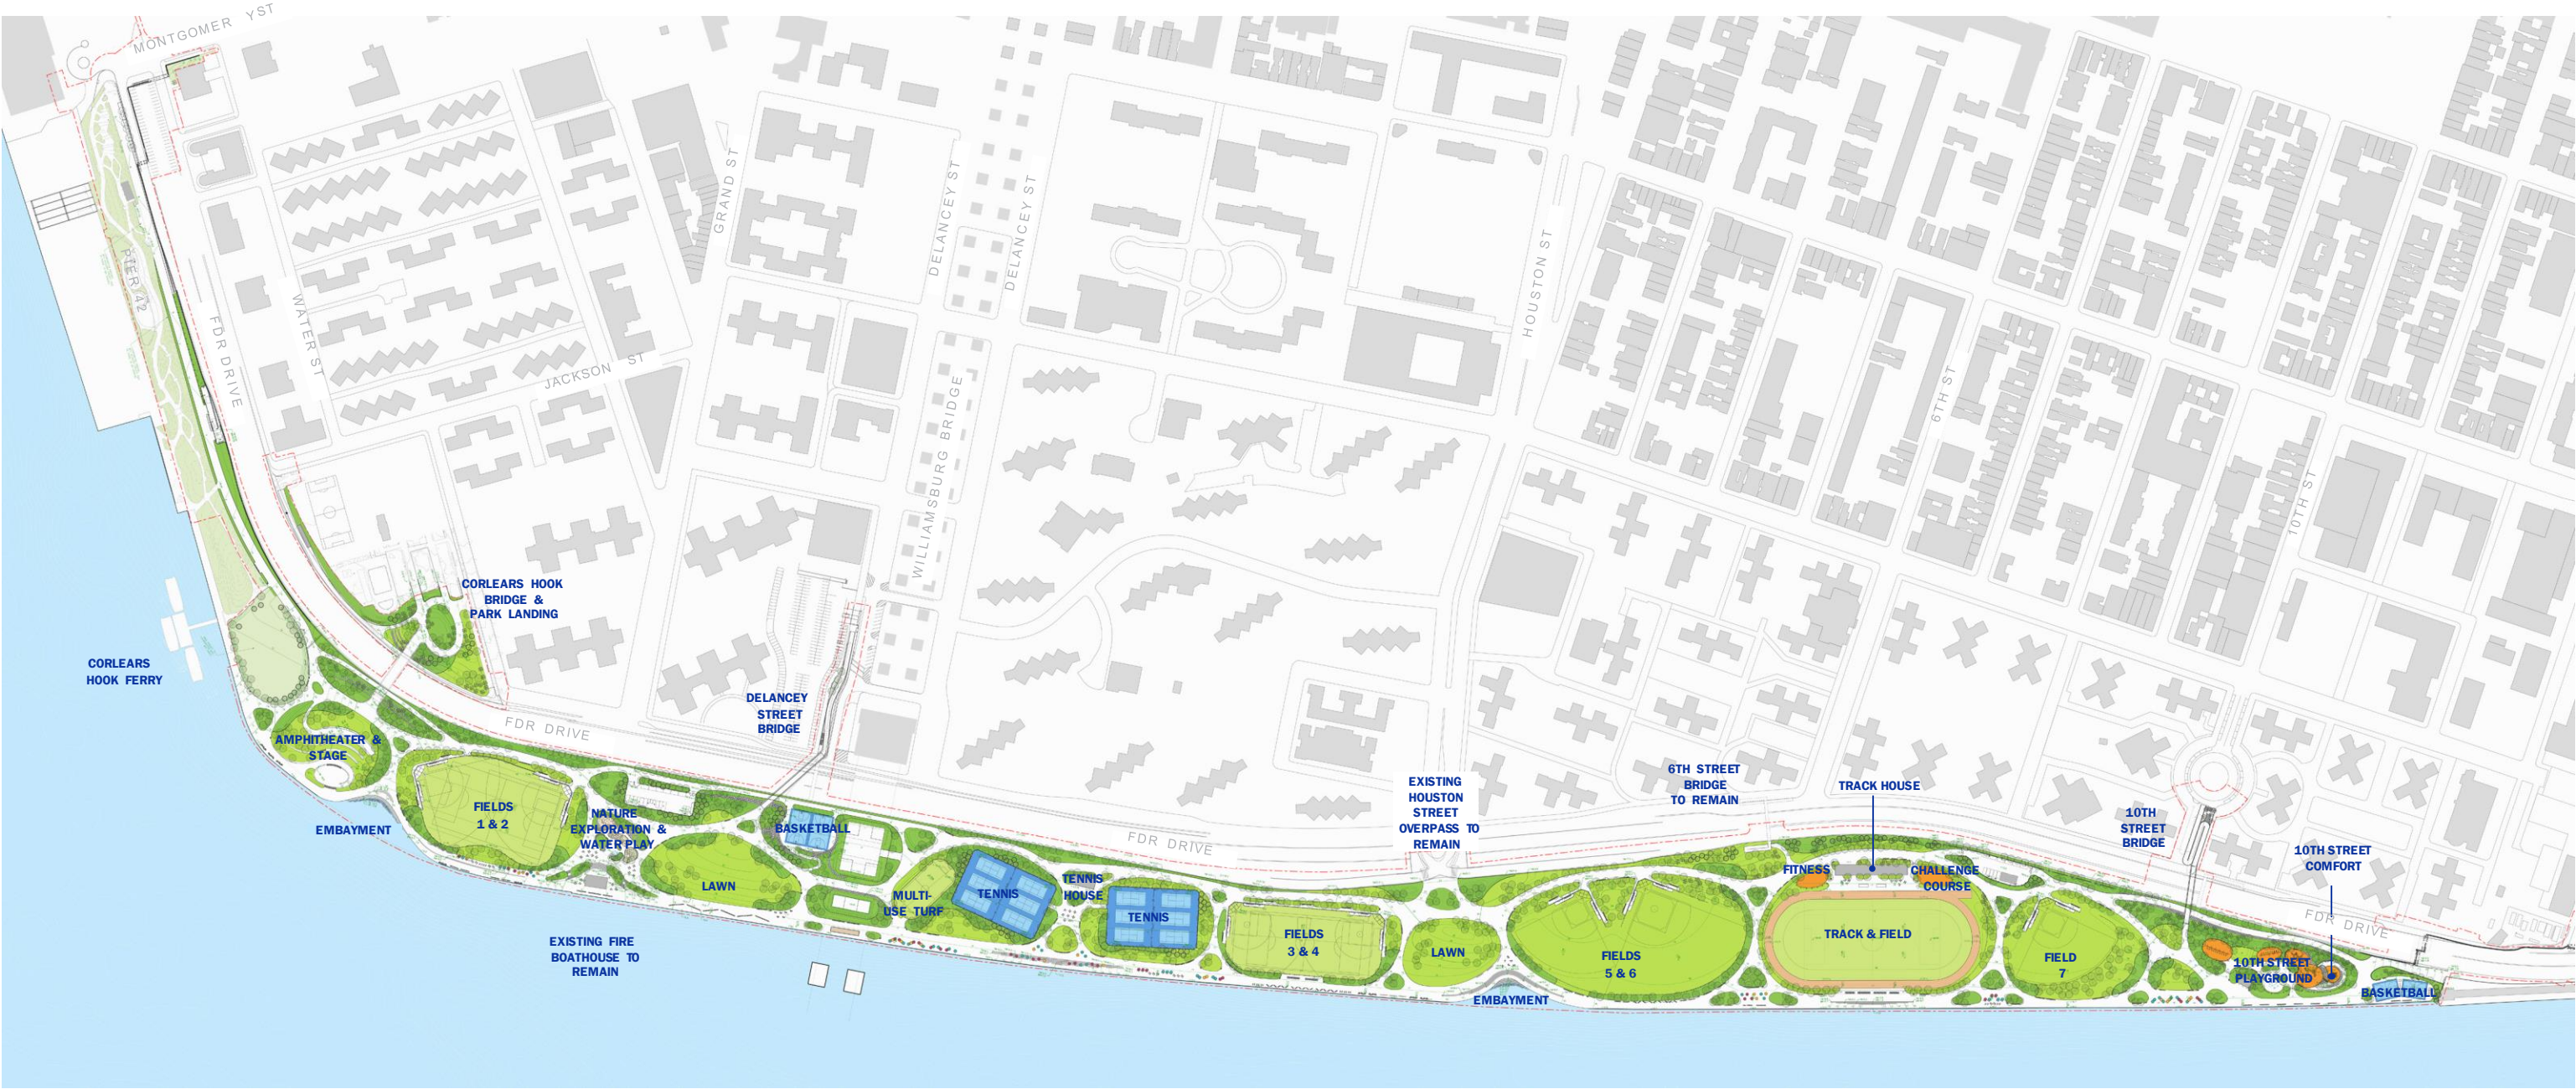 MONTGOMER YST
PIER 42
FDR DRIVE
WATER ST
JACKSON ST
GRAND ST
DELANCEY ST
DELANCEY ST
WILLIAMSBURG BRIDGE
HOUSTON ST
6TH ST
10TH ST
CORLEARS HOOK
BRIDGE &
PARK LANDING
CORLEARS
HOOK FERRY
AMPHITHEATER &
STAGE
EMBAYMENT
FIELDS
1 & 2
FDR DRIVE
NATURE
EXPLORATION &
WATER PLAY
EXISTING FIRE
BOATHOUSE TO
REMAIN
LAWN
DELANCEY
STREET
BRIDGE
BASKETBALL
MULTI-
USE TURF
TENNIS
TENNIS
HOUSE
TENNIS
FDR DRIVE
FIELDS
3 & 4
EXISTING
HOUSTON
STREET
OVERPASS TO
REMAIN
LAWN
EMBAYMENT
FIELDS
5 & 6
6TH STREET
BRIDGE
TO REMAIN
TRACK HOUSE
FITNESS
CHALLENGE
COURSE
TRACK & FIELD
FIELD
7
10TH
STREET
BRIDGE
10TH STREET
COMFORT
FDR DRIVE
10TH STREET
PLAYGROUND
BASKETBALL